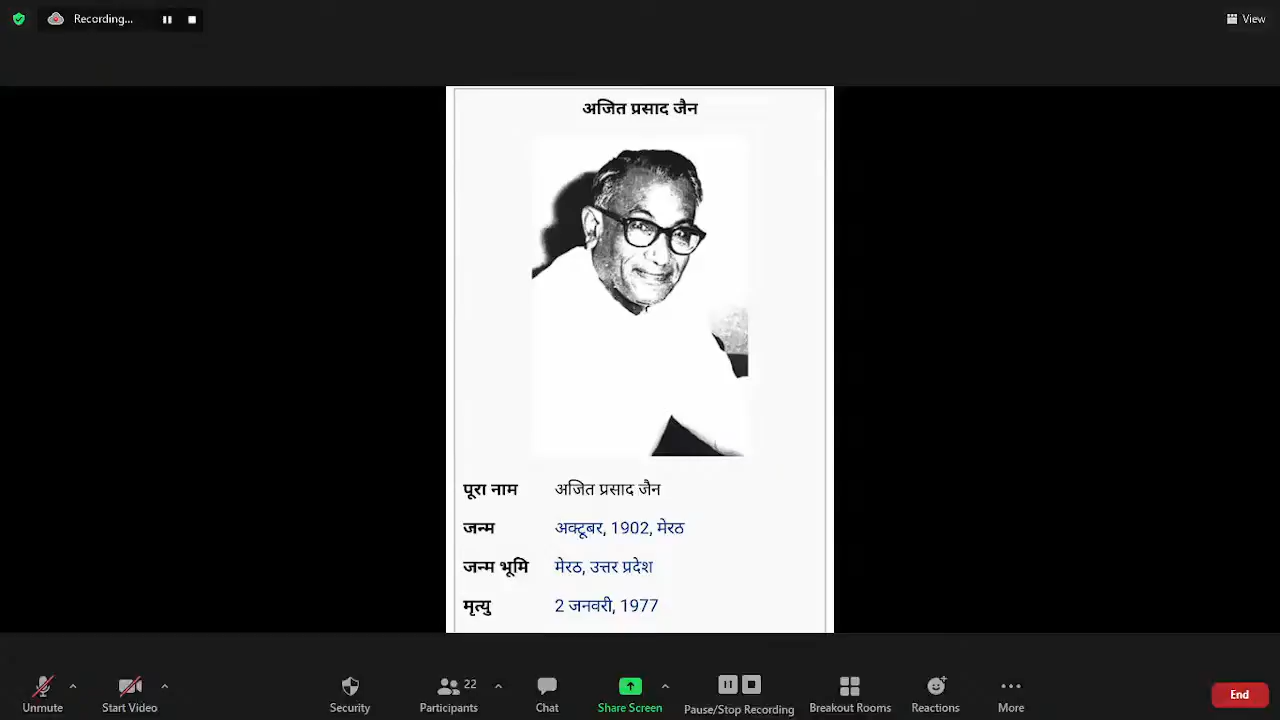 Recording...
View
अजित प्रसाद जैन
पूरा नाम अजित प्रसाद जैन
जन्म अक्टूबर, 1902, मेरठ
जन्म भूमि मेरठ, उत्तर प्रदेश
मृत्यु 2 जनवरी, 1977
22
Unmute Start Video Security Participants Chat Share Screen Pause/Stop Recording Breakout Rooms Reactions More End